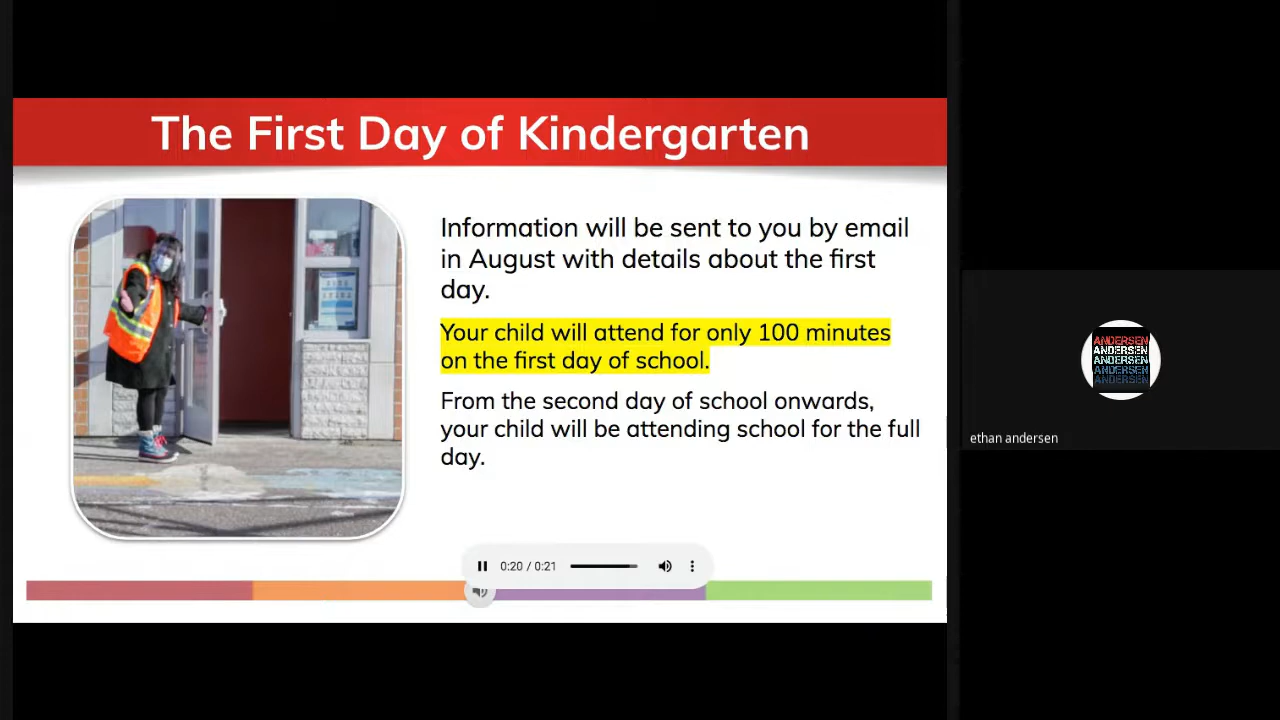 The First Day of Kindergarten
Information will be sent to you by email
in August with details about the first
day.
Your child will attend for only 100 minutes
on the first day of school.
From the second day of school onwards,
your child will be attending school for the full
day.
0:20 / 0:21
ANDERSEN
ANDERSEN
ANDERSEN
ANDERSEN
ANDERSEN
ethan andersen